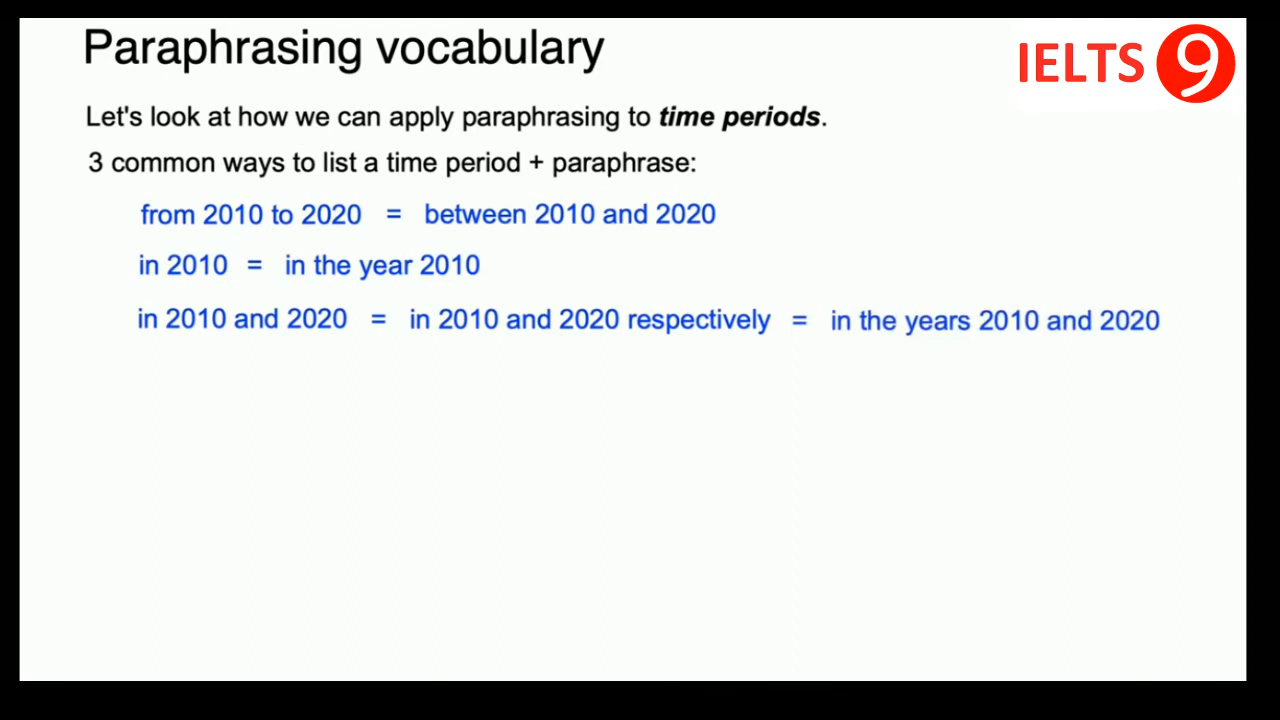 Paraphrasing vocabulary
IELTS 9
Let's look at how we can apply paraphrasing to time periods.
3 common ways to list a time period + paraphrase:
from 2010 to 2020 = between 2010 and 2020
in 2010 = in the year 2010
in 2010 and 2020 = in 2010 and 2020 respectively = in the years 2010 and 2020